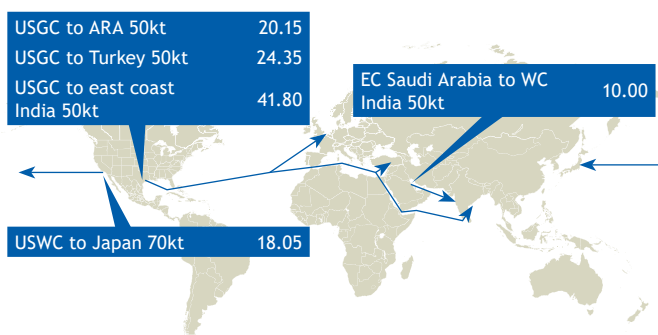 USGC to ARA 50kt 20.15
USGC to Turkey 50kt 24.35
USGC to east coast
India 50kt 41.80
EC Saudi Arabia to WC
India 50kt 10.00
USWC to Japan 70kt 18.05